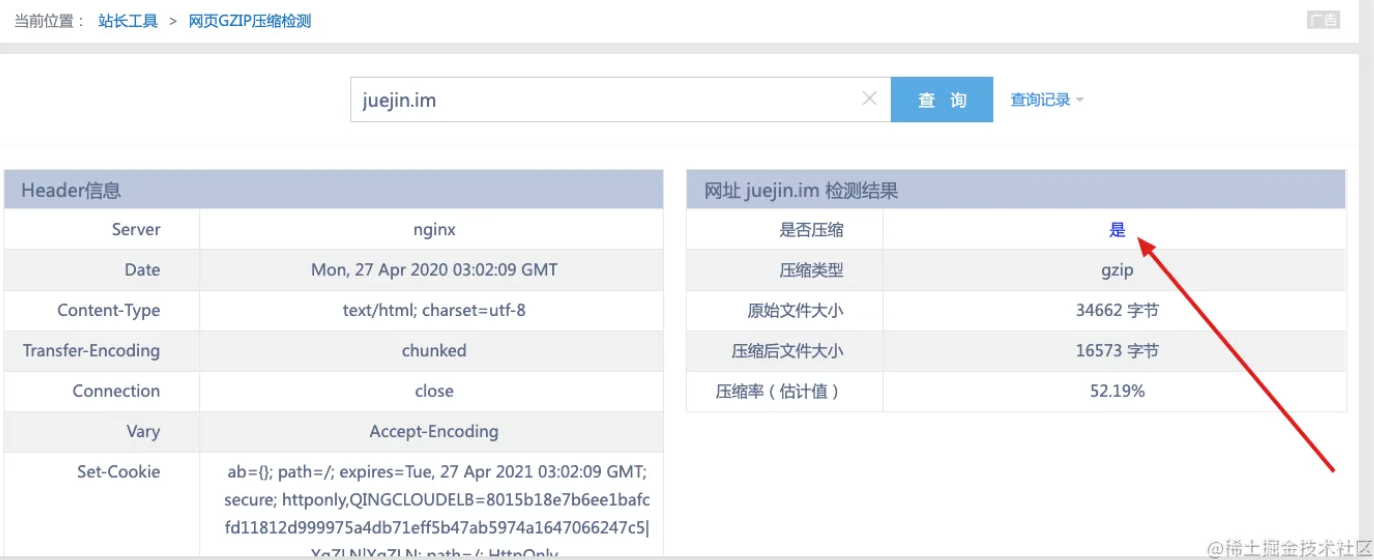 当前位置： 站长工具 > 网页GZIP压缩检测
广告
juejin.im
查 询
查询记录
Header信息
Server nginx
Date Mon, 27 Apr 2020 03:02:09 GMT
Content-Type text/html; charset=utf-8
Transfer-Encoding chunked
Connection close
Vary Accept-Encoding
Set-Cookie ab={}; path=/; expires=Tue, 27 Apr 2021 03:02:09 GMT;
secure; httponly,QINGCLOUDELB=8015b18e7b6ee1bafc
fd11812d999975a4db71eff5b47ab5974a1647066247c5|
XqZLN|XqZLN; path=/; HttpOnly
网址 juejin.im 检测结果
是否压缩 是
压缩类型 gzip
原始文件大小 34662 字节
压缩后文件大小 16573 字节
压缩率（估计值） 52.19%
@稀土掘金技术社区